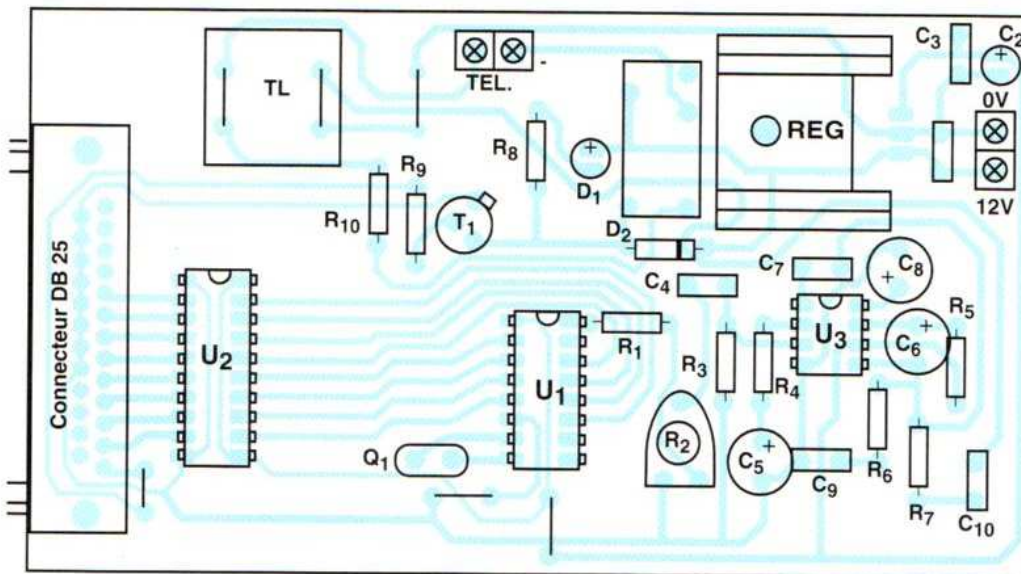 C3
C2
TL
TEL.
-
+
0V
REG
R8
+
D1
12V
R9
R10
T1
D2
C7
C8
+
C4
Connecteur DB 25
R5
U2
U1
R1
U3
C6
+
R3
R4
Q1
R2
C5
+
C9
R6
R7
C10